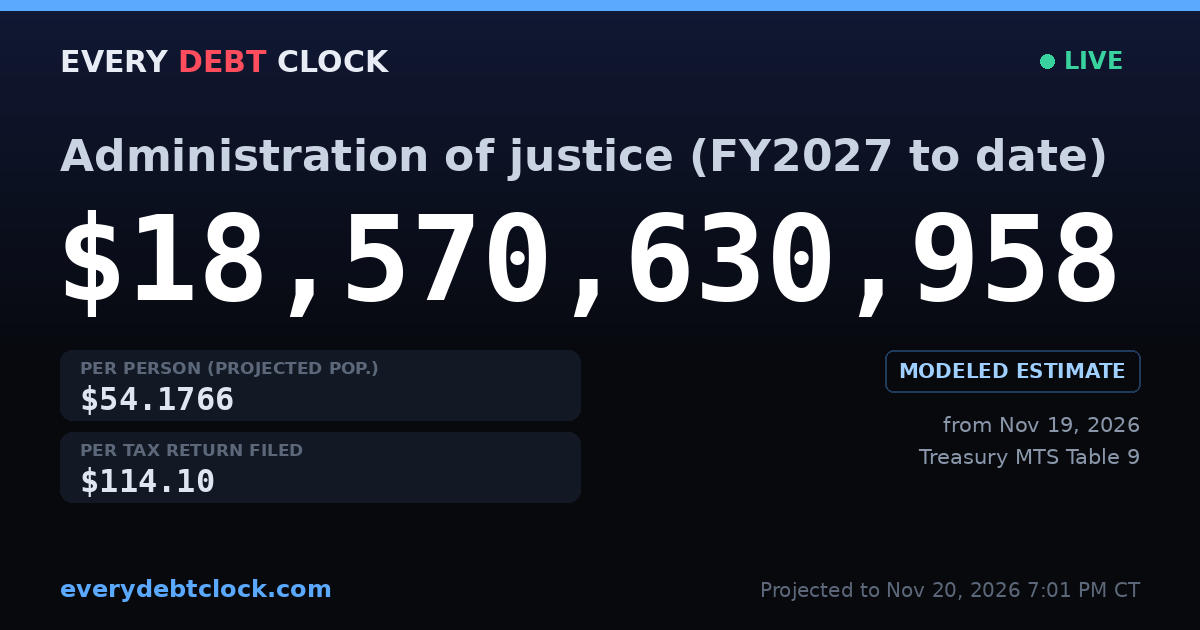 EVERY DEBT CLOCK
LIVE
Administration of justice (FY2027 to date)
$18,570,630,958
PER PERSON (PROJECTED POP.)
$54.1766
PER TAX RETURN FILED
$114.10
MODELED ESTIMATE
from Nov 19, 2026
Treasury MTS Table 9
everydebtclock.com
Projected to Nov 20, 2026 7:01 PM CT